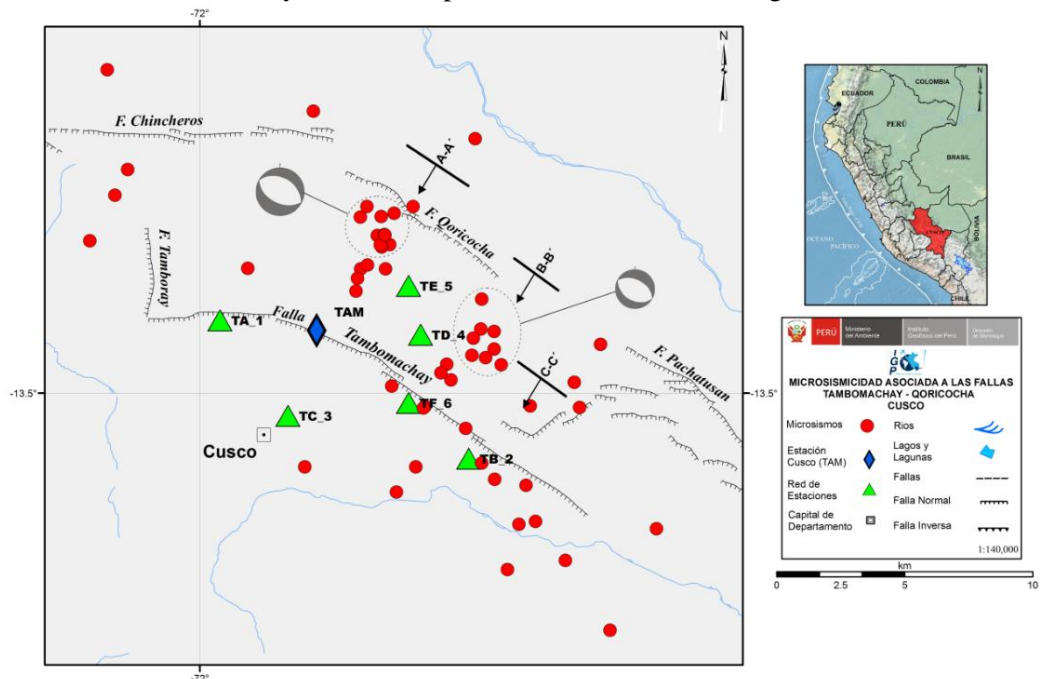 -72°
N
F. Chincheros
A-A'
F. Qoricocha
F. Tamboray
B-B'
TE_5
TAM
TA_1
Falla Tambomachay
TD_4
F. Pachatusan
C-C'
-13.5°
-13.5°
TF_6
TC_3
Cusco
TB_2
-72°
N
COLOMBIA
ECUADOR
PERÚ
BRASIL
BOLIVIA
CUSCO
OCÉANO
PACÍFICO
CHILE
PERÚ
Ministerio
del Ambiente
Instituto
Geofísico del Perú
IGP
MICROSISMICIDAD ASOCIADA A LAS FALLAS
TAMBOMACHAY - QORICOCHA
CUSCO
Microsismos
Rios
Estación
Cusco (TAM)
Lagos y
Lagunas
Red de
Estaciones
Fallas
Falla Normal
Capital de
Departamento
Falla Inversa
1:140,000
km
0 2.5 5 10